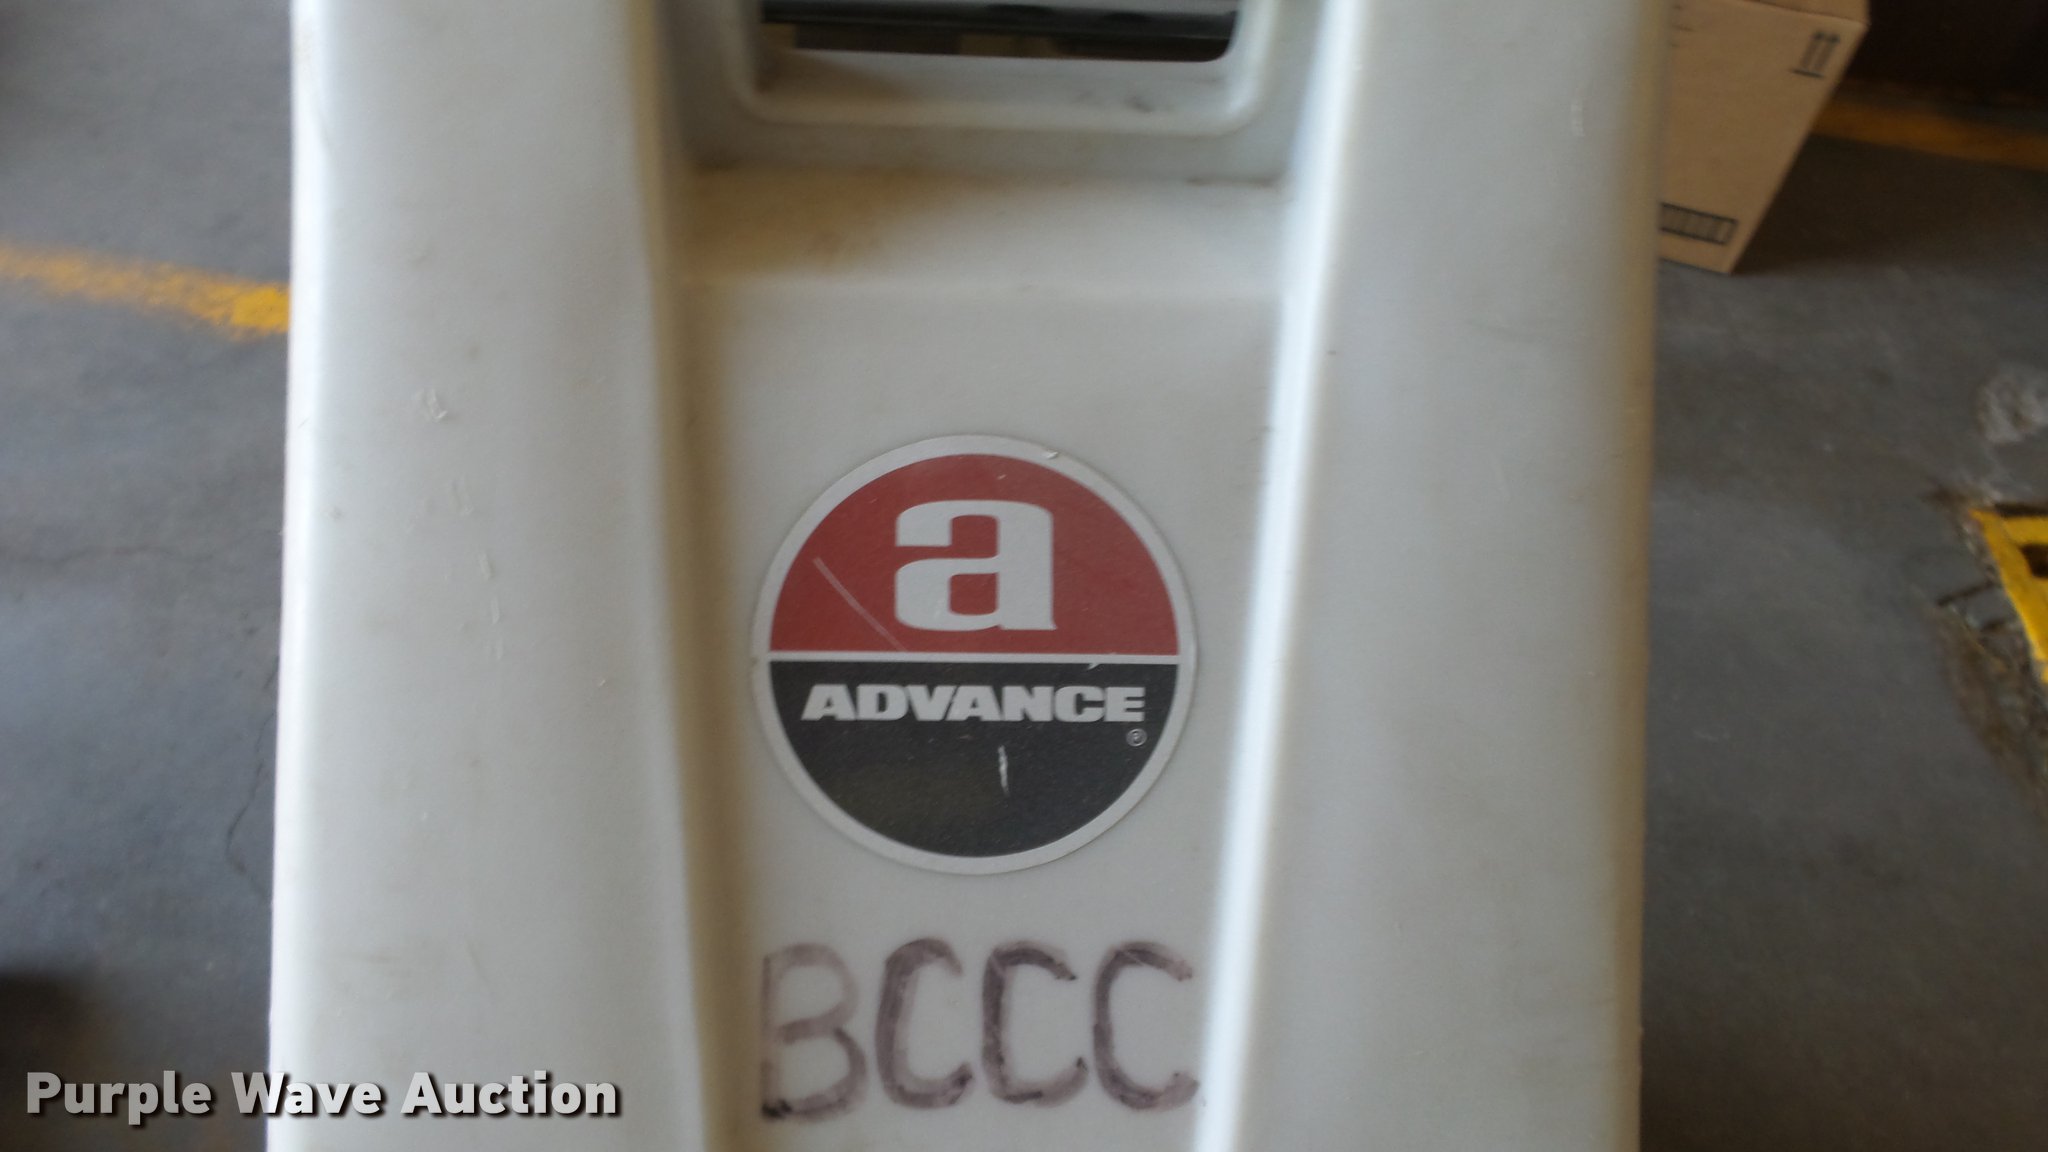 a
ADVANCE
®
BCCC
Purple Wave Auction